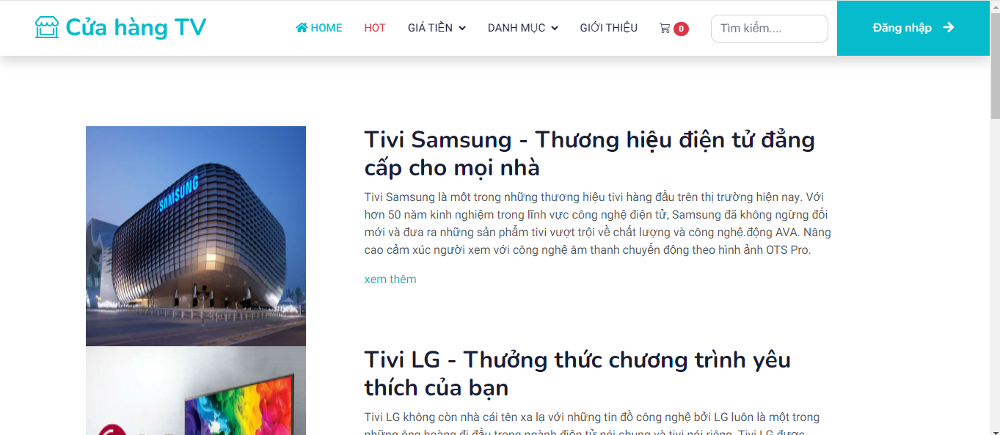 Cửa hàng TV
HOME
HOT
GIÁ TIỀN
DANH MỤC
GIỚI THIỆU
0
Tìm kiếm....
Đăng nhập
SAMSUNG
Tivi Samsung - Thương hiệu điện tử đẳng
cấp cho mọi nhà
Tivi Samsung là một trong những thương hiệu tivi hàng đầu trên thị trường hiện nay. Với
hơn 50 năm kinh nghiệm trong lĩnh vực công nghệ điện tử, Samsung đã không ngừng đổi
mới và đưa ra những sản phẩm tivi vượt trội về chất lượng và công nghệ.động AVA. Nâng
cao cảm xúc người xem với công nghệ âm thanh chuyển động theo hình ảnh OTS Pro.
xem thêm
Tivi LG - Thưởng thức chương trình yêu
thích của bạn
Tivi LG không còn nhà cái tên xa lạ với những tin đồ công nghệ bởi LG luôn là một trong
những ông hoàng đi đầu trong ngành điện tử nói chung và tivi nói riêng. Tivi LG được